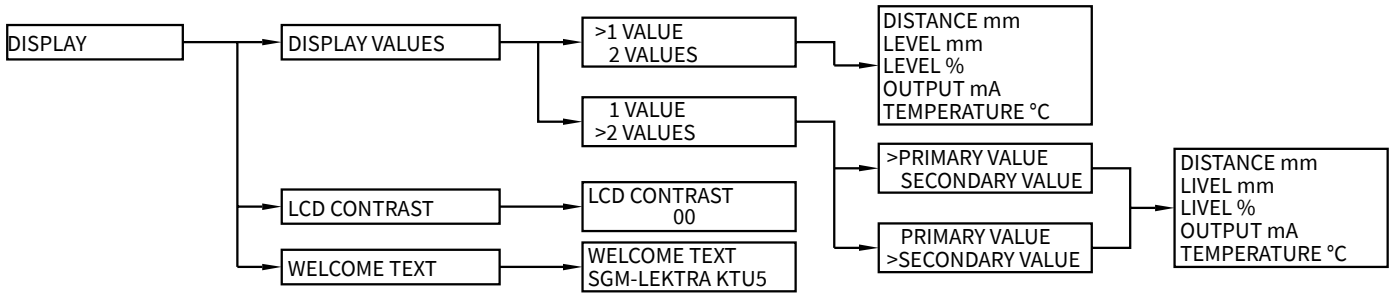 DISPLAY
DISPLAY VALUES
>1 VALUE
2 VALUES
DISTANCE mm
LEVEL mm
LEVEL %
OUTPUT mA
TEMPERATURE °C
1 VALUE
>2 VALUES
>PRIMARY VALUE
SECONDARY VALUE
PRIMARY VALUE
>SECONDARY VALUE
DISTANCE mm
LIVEL mm
LIVEL %
OUTPUT mA
TEMPERATURE °C
LCD CONTRAST
LCD CONTRAST
00
WELCOME TEXT
WELCOME TEXT
SGM-LEKTRA KTU5